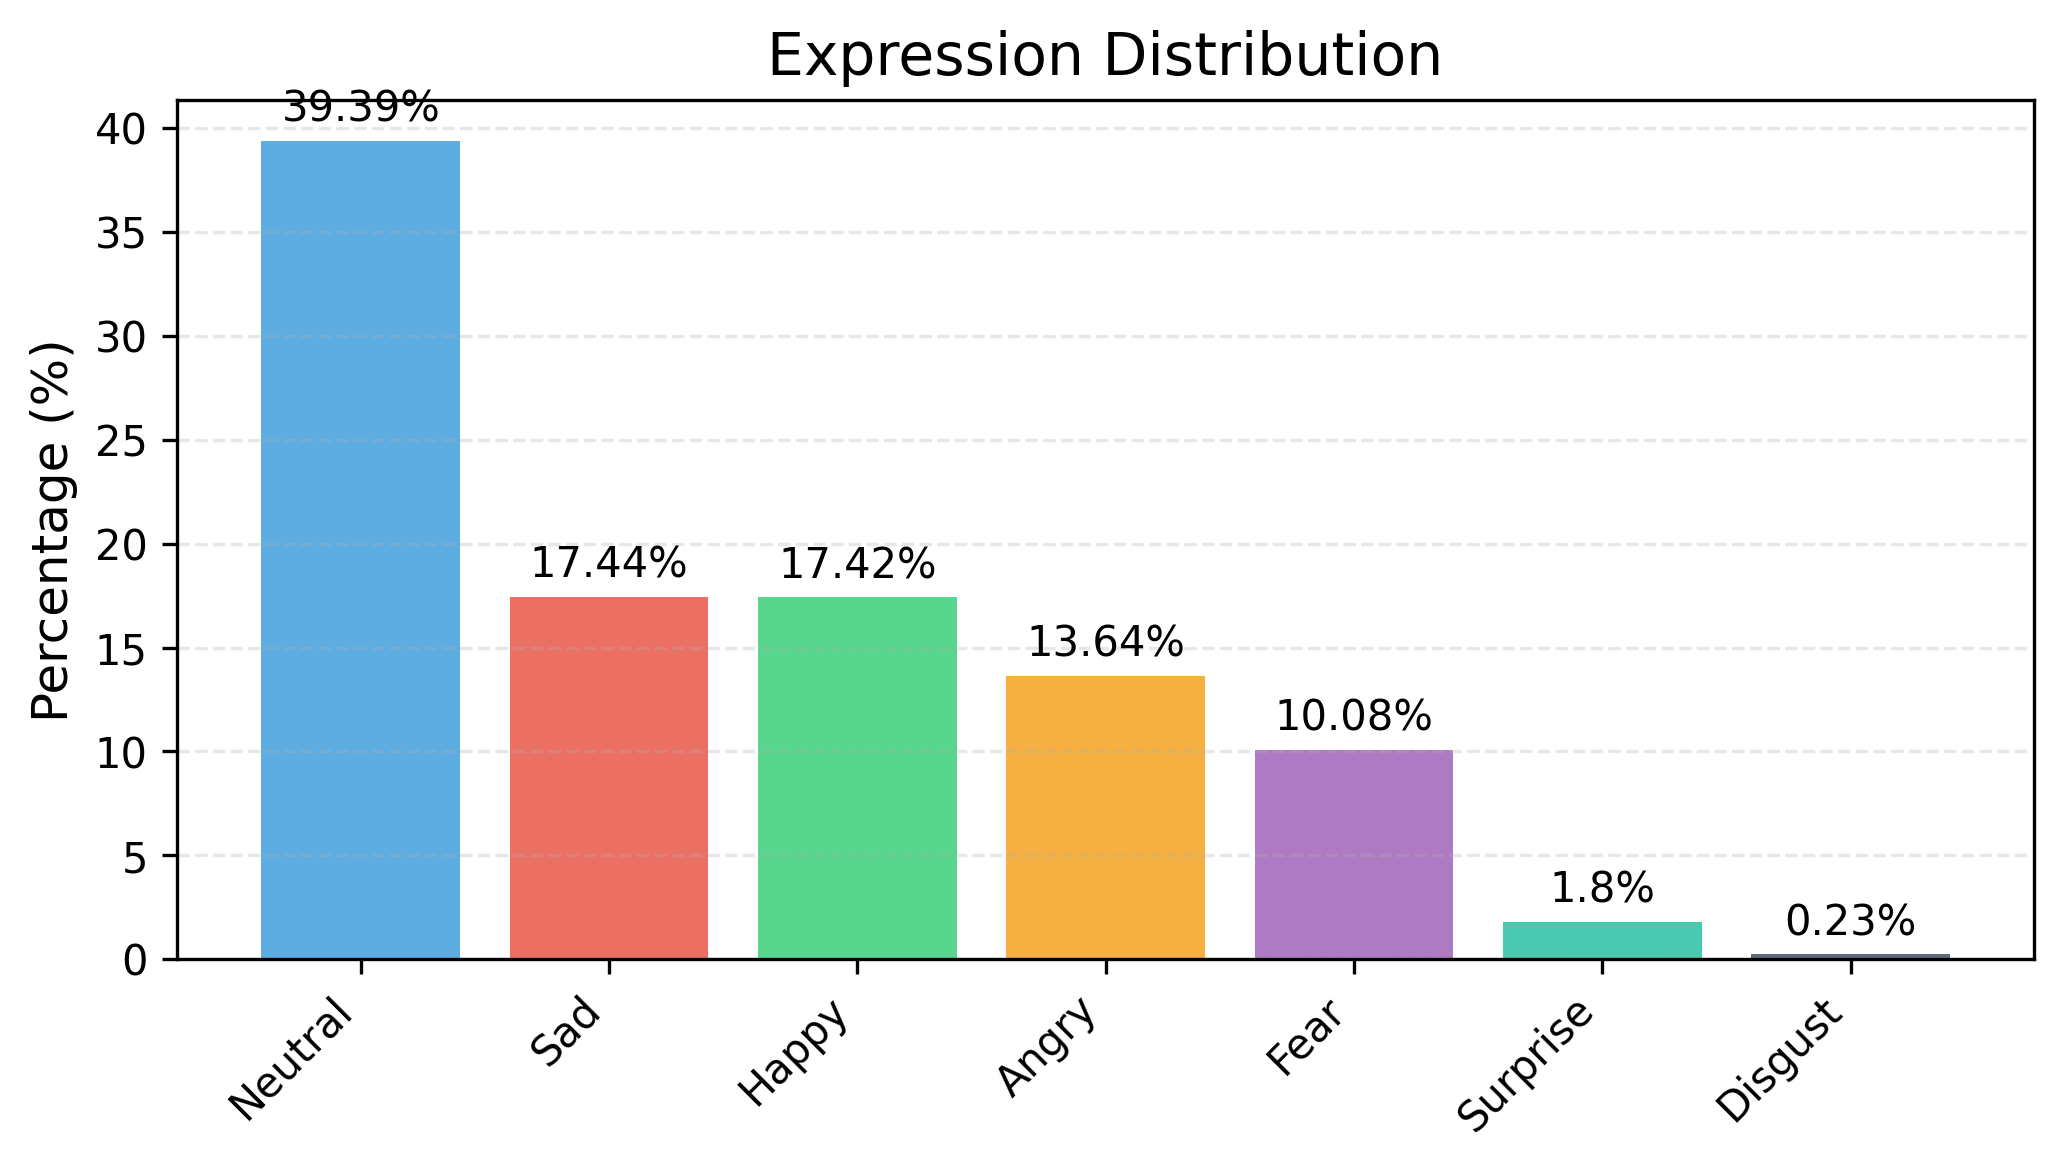 Expression Distribution
Percentage (%)
40
35
30
25
20
15
10
5
0
39.39%
17.44%
17.42%
13.64%
10.08%
1.8%
0.23%
Neutral
Sad
Happy
Angry
Fear
Surprise
Disgust